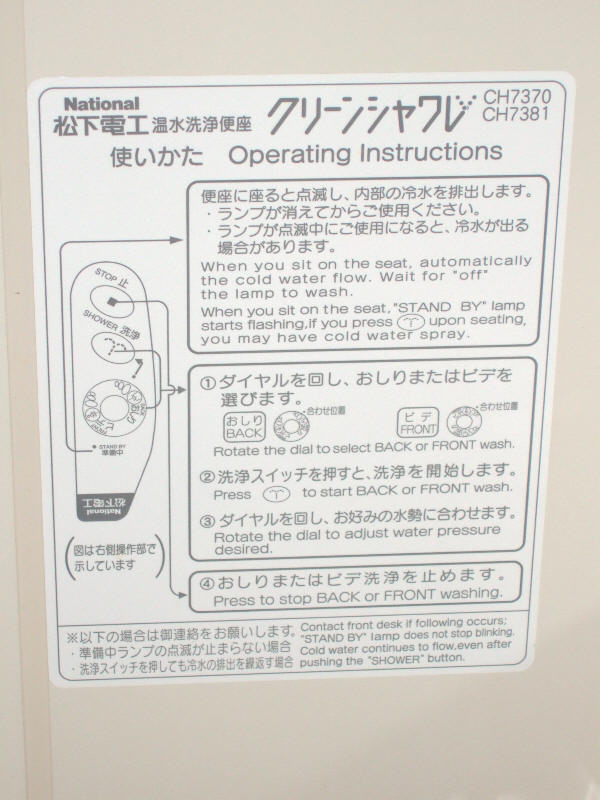 National
松下電工 温水洗浄便座 クリーンシャワレ CH7370
CH7381
使いかた Operating Instructions
便座に座ると点滅し、内部の冷水を排出します。
・ランプが消えてからご使用ください。
・ランプが点滅中にご使用になると、冷水が出る
場合があります。
When you sit on the seat, automatically
the cold water flow. Wait for "off"
the lamp to wash.
When you sit on the seat,"STAND BY" lamp
starts flashing,if you press upon seating,
you may have cold water spray.
STOP 止
SHOWER 洗浄
おしり
BACK
ビデ
FRONT
• STAND BY
準備中
National
松下電工
(図は右側操作部で
示しています)
①ダイヤルを回し、おしりまたはビデを
選びます。
おしり
BACK
合わせ位置
ビデ
FRONT
合わせ位置
Rotate the dial to select BACK or FRONT wash.
②洗浄スイッチを押すと、洗浄を開始します。
Press to start BACK or FRONT wash.
③ダイヤルを回し、お好みの水勢に合わせます。
Rotate the dial to adjust water pressure
desired.
④おしりまたはビデ洗浄を止めます。
Press to stop BACK or FRONT washing.
※以下の場合は御連絡をお願いします。
・準備中ランプの点滅が止まらない場合
・洗浄スイッチを押しても冷水の排出を繰返す場合
Contact front desk if following occurs;
"STAND BY" lamp does not stop blinking.
Cold water continues to flow,even after
pushing the "SHOWER" button.